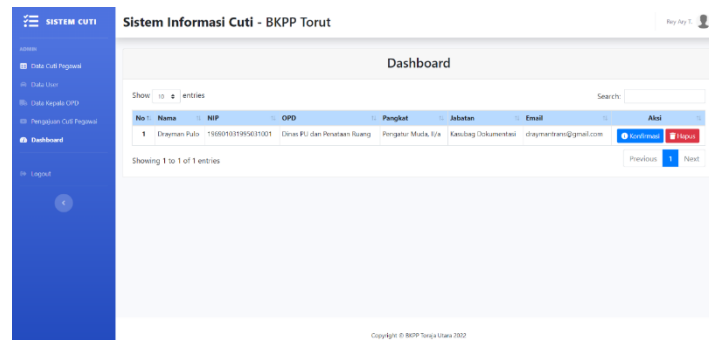 SISTEM CUTI
Sistem Informasi Cuti - BKPP Torut
Rey Ary T.
ADMIN
Data Cuti Pegawai
Data User
Data Kepala OPD
Pengajuan Cuti Pegawai
Dashboard
Logout
Dashboard
Show 10 entries
Search:
No Nama NIP OPD Pangkat Jabatan Email Aksi
1 Drayman Pulo 196901031995031001 Dinas PU dan Penataan Ruang Pengatur Muda, II/a Kasubag Dokumentasi draymantrans@gmail.com Konfirmasi Hapus
Showing 1 to 1 of 1 entries
Previous 1 Next
Copyright © BKPP Toraja Utara 2022